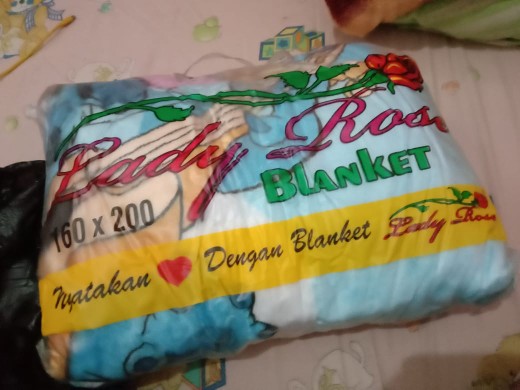 Lady Rose
BLANKET
160 x 200
Nyatakan Dengan Blanket Lady Rose